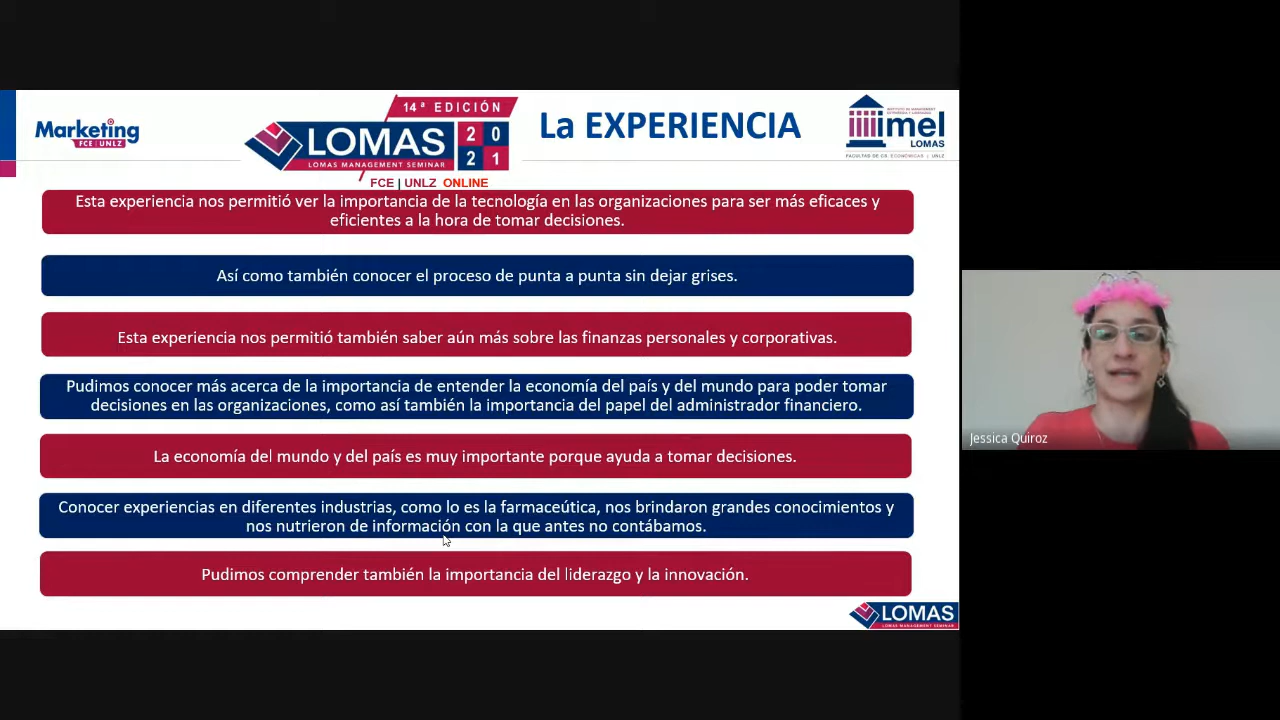 14ª EDICIÓN
Marketing
FCE | UNLZ
LOMAS
2021
LOMAS MANAGEMENT SEMINAR
FCE | UNLZ ONLINE
La EXPERIENCIA
imel
LOMAS
FACULTAD DE CS. ECONÓMICAS | UNLZ
Esta experiencia nos permitió ver la importancia de la tecnología en las organizaciones para ser más eficaces y
eficientes a la hora de tomar decisiones.
Así como también conocer el proceso de punta a punta sin dejar grises.
Esta experiencia nos permitió también saber aún más sobre las finanzas personales y corporativas.
Pudimos conocer más acerca de la importancia de entender la economía del país y del mundo para poder tomar
decisiones en las organizaciones, como así también la importancia del papel del administrador financiero.
La economía del mundo y del país es muy importante porque ayuda a tomar decisiones.
Conocer experiencias en diferentes industrias, como lo es la farmaceútica, nos brindaron grandes conocimientos y
nos nutrieron de información con la que antes no contábamos.
Pudimos comprender también la importancia del liderazgo y la innovación.
LOMAS
LOMAS MANAGEMENT SEMINAR
Jessica Quiroz